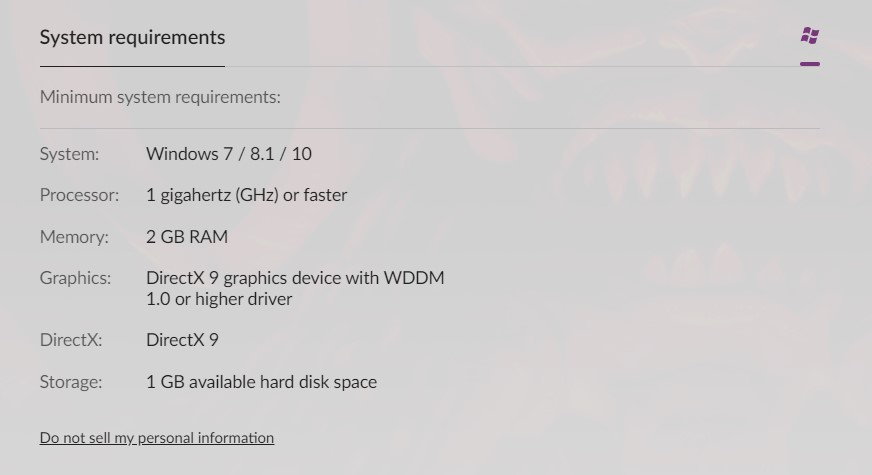 System requirements
Minimum system requirements:
System: Windows 7 / 8.1 / 10
Processor: 1 gigahertz (GHz) or faster
Memory: 2 GB RAM
Graphics: DirectX 9 graphics device with WDDM
1.0 or higher driver
DirectX: DirectX 9
Storage: 1 GB available hard disk space
Do not sell my personal information